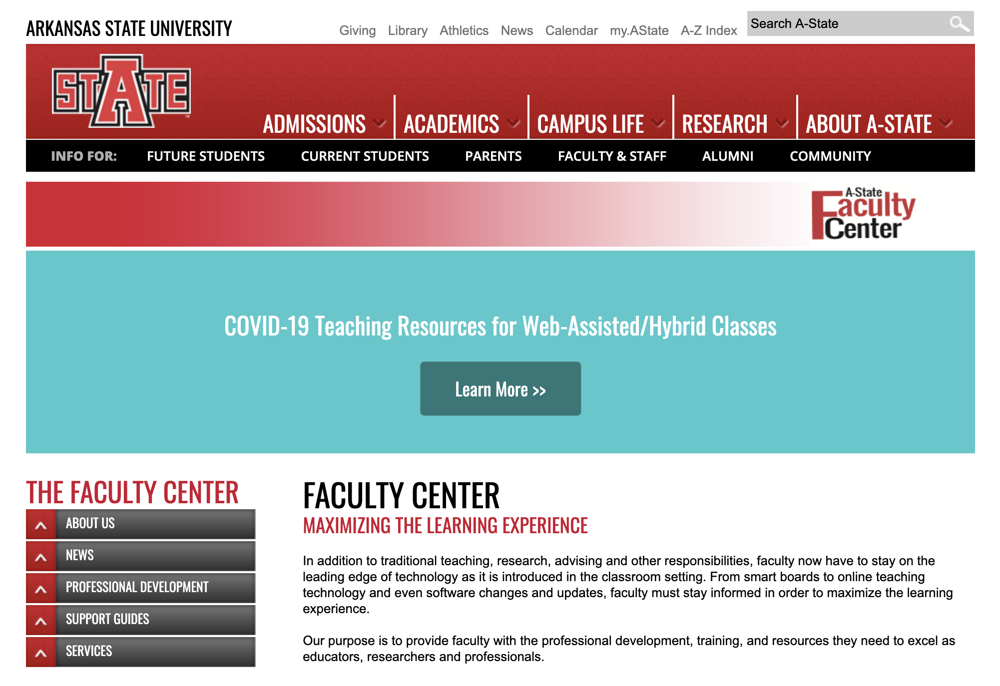 ARKANSAS STATE UNIVERSITY
Giving Library Athletics News Calendar my.AState A-Z Index
Search A-State
STATE
TM
ADMISSIONS ACADEMICS CAMPUS LIFE RESEARCH ABOUT A-STATE
INFO FOR: FUTURE STUDENTS CURRENT STUDENTS PARENTS FACULTY & STAFF ALUMNI COMMUNITY
A-State
Faculty
Center
COVID-19 Teaching Resources for Web-Assisted/Hybrid Classes
Learn More >>
THE FACULTY CENTER
ABOUT US
NEWS
PROFESSIONAL DEVELOPMENT
SUPPORT GUIDES
SERVICES
FACULTY CENTER
MAXIMIZING THE LEARNING EXPERIENCE
In addition to traditional teaching, research, advising and other responsibilities, faculty now have to stay on the
leading edge of technology as it is introduced in the classroom setting. From smart boards to online teaching
technology and even software changes and updates, faculty must stay informed in order to maximize the learning
experience.
Our purpose is to provide faculty with the professional development, training, and resources they need to excel as
educators, researchers and professionals.